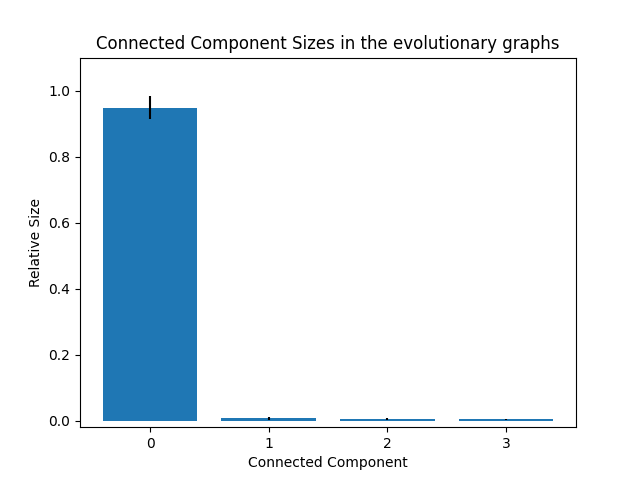 Connected Component Sizes in the evolutionary graphs
1.0
0.8
0.6
0.4
0.2
0.0
Relative Size
0 1 2 3
Connected Component